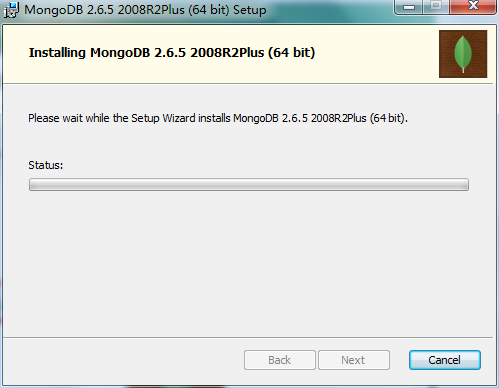 MongoDB 2.6.5 2008R2Plus (64 bit) Setup
Installing MongoDB 2.6.5 2008R2Plus (64 bit)
Please wait while the Setup Wizard installs MongoDB 2.6.5 2008R2Plus (64 bit).
Status:
Back Next Cancel